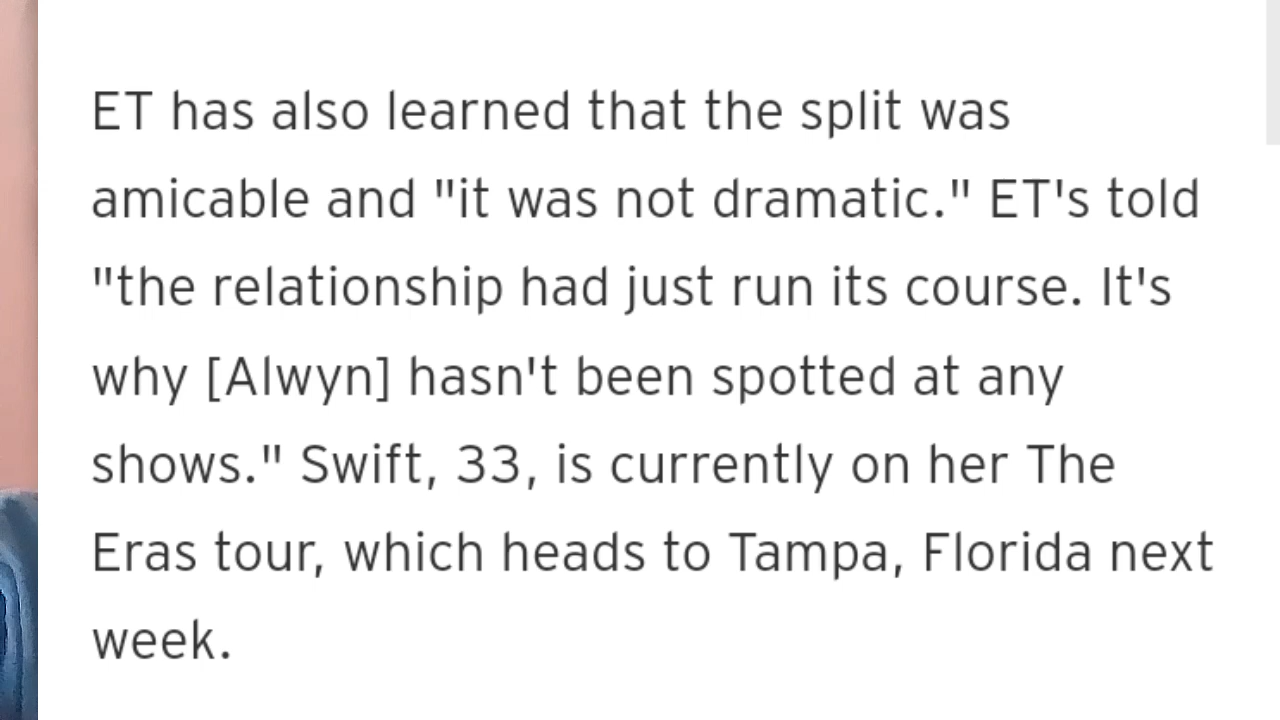 ET has also learned that the split was
amicable and "it was not dramatic." ET's told
"the relationship had just run its course. It's
why [Alwyn] hasn't been spotted at any
shows." Swift, 33, is currently on her The
Eras tour, which heads to Tampa, Florida next
week.